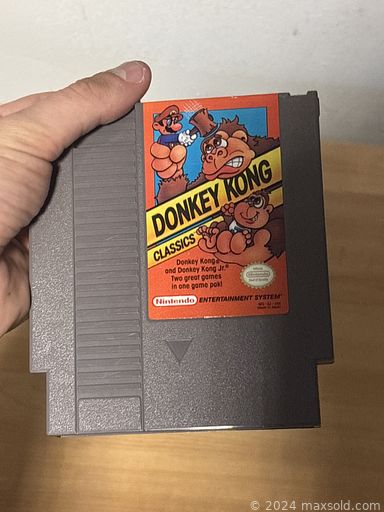 DONKEY KONG
CLASSICS
Donkey Kong®
and Donkey Kong Jr.®
Two great games
in one game pak!
Nintendo ENTERTAINMENT SYSTEM®
© 2024 maxsold.com